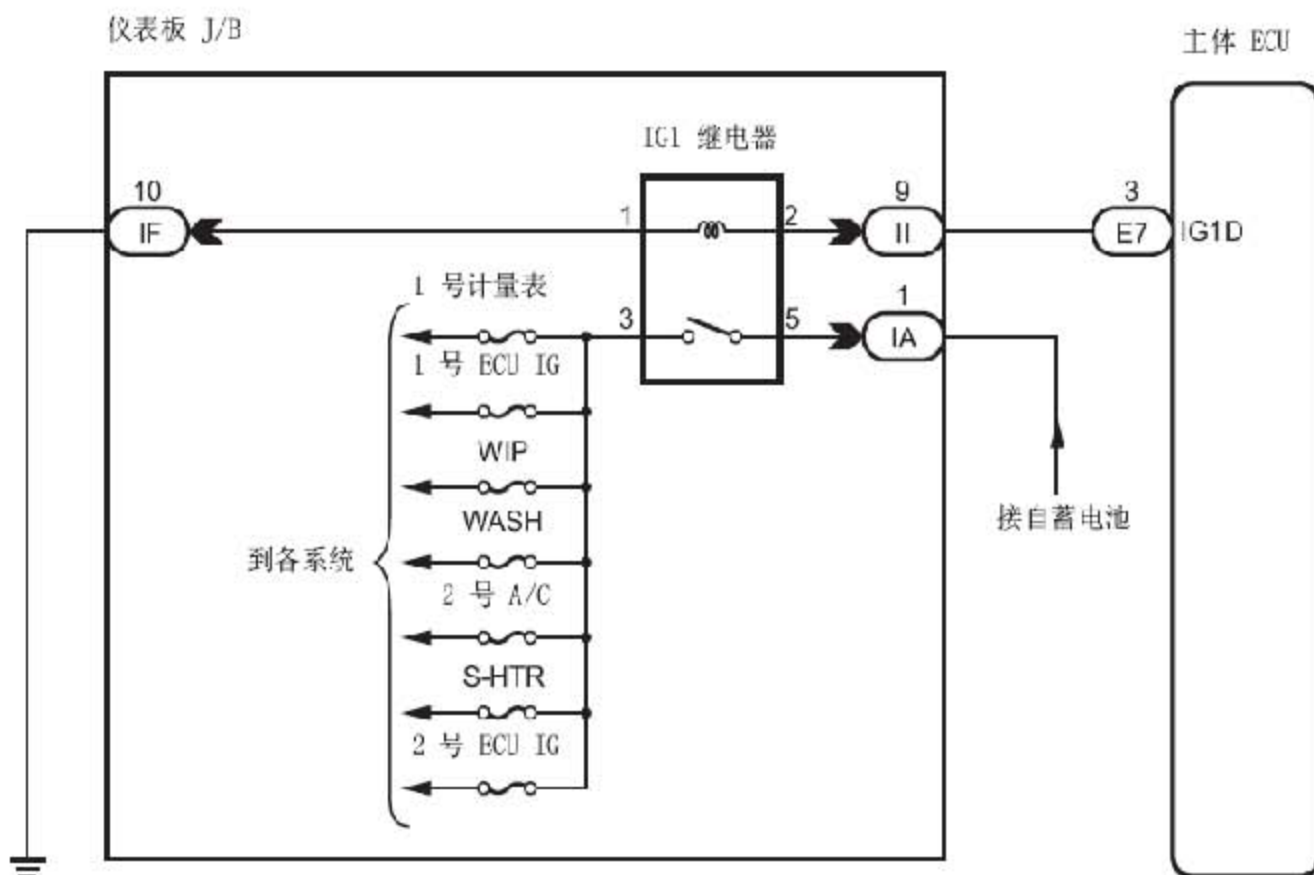 仪表板 J/B
主体 ECU
IG1 继电器
10
IF
1
2
9
II
3
E7
IG1D
1 号计量表
3
5
1
IA
1 号 ECU IG
WIP
WASH
接自蓄电池
到各系统
2 号 A/C
S-HTR
2 号 ECU IG